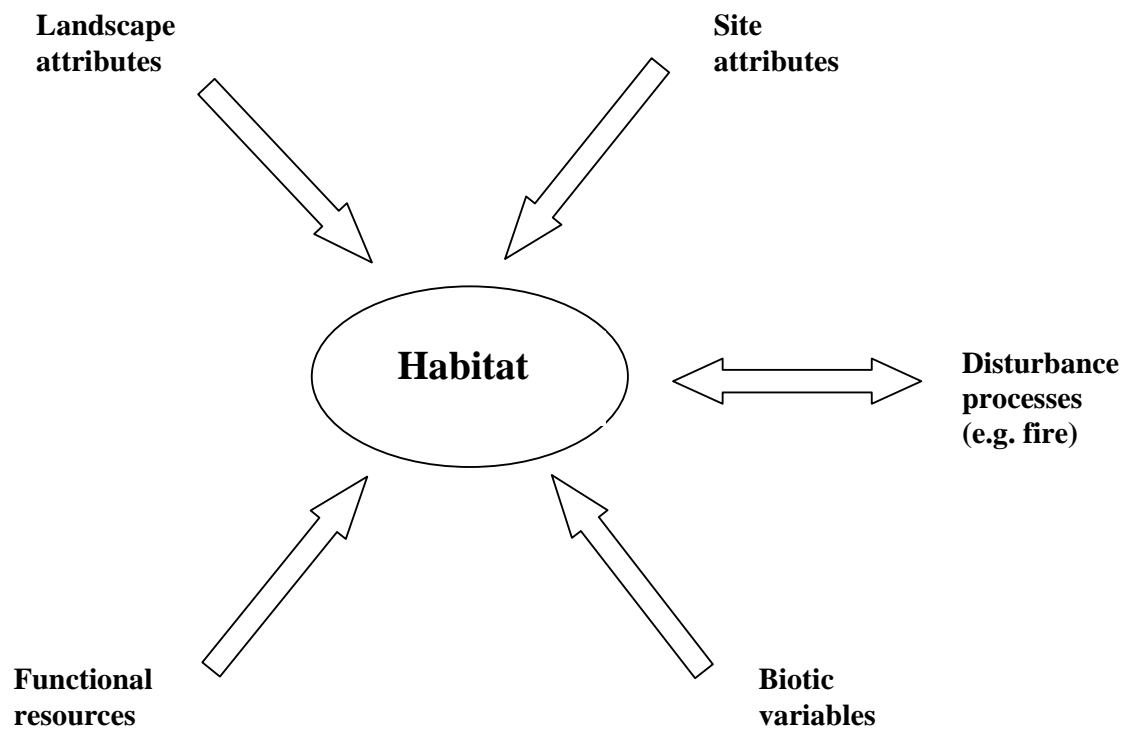 Landscape
attributes
Site
attributes
Habitat
Disturbance
processes
(e.g. fire)
Functional
resources
Biotic
variables